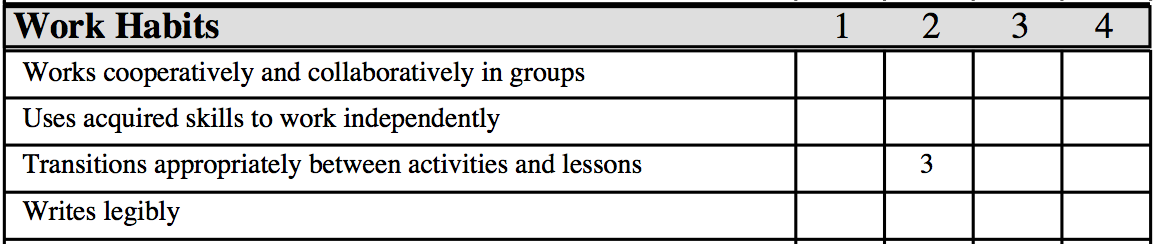 Work Habits 1 2 3 4
Works cooperatively and collaboratively in groups
Uses acquired skills to work independently
Transitions appropriately between activities and lessons 3
Writes legibly